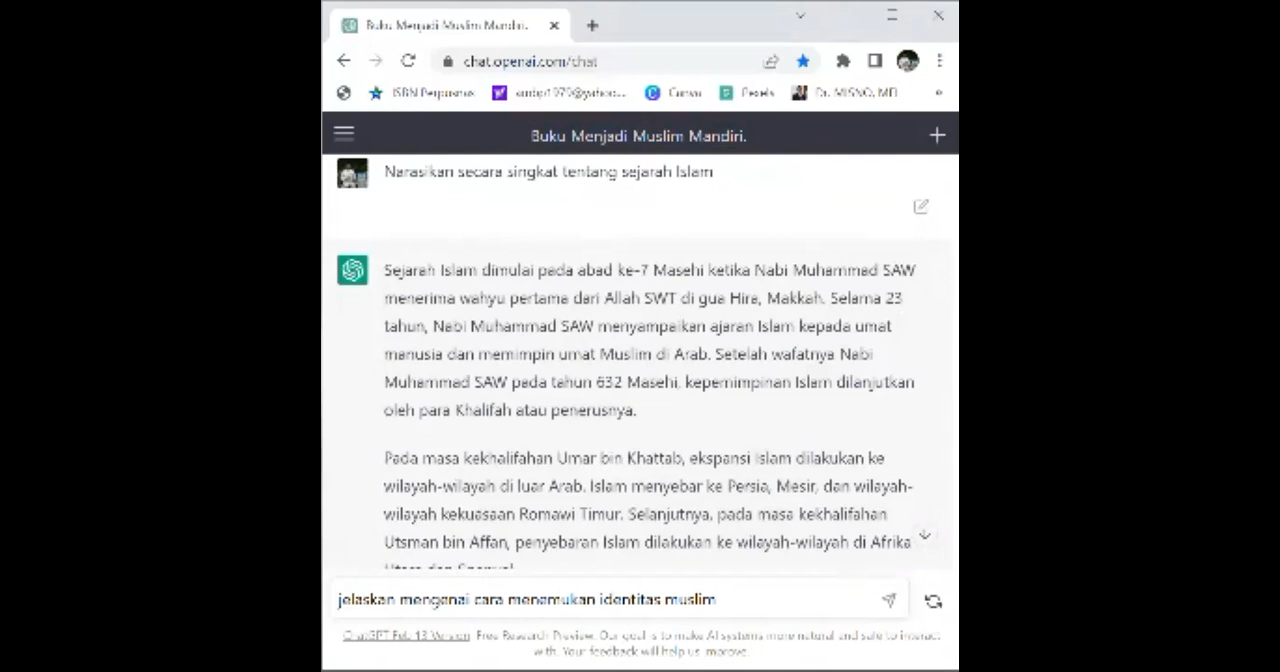 Buku Menjadi Muslim Mandiri.
chat.openai.com/chat
ISBN Perpusnas Canva Pexels Dr. MISNO, MEI »
Buku Menjadi Muslim Mandiri.
Narasikan secara singkat tentang sejarah Islam
Sejarah Islam dimulai pada abad ke-7 Masehi ketika Nabi Muhammad SAW
menerima wahyu pertama dari Allah SWT di gua Hira, Makkah. Selama 23
tahun, Nabi Muhammad SAW menyampaikan ajaran Islam kepada umat
manusia dan memimpin umat Muslim di Arab. Setelah wafatnya Nabi
Muhammad SAW pada tahun 632 Masehi, kepemimpinan Islam dilanjutkan
oleh para Khalifah atau penerusnya.
Pada masa kekhalifahan Umar bin Khattab, ekspansi Islam dilakukan ke
wilayah-wilayah di luar Arab. Islam menyebar ke Persia, Mesir, dan wilayah-
wilayah kekuasaan Romawi Timur. Selanjutnya, pada masa kekhalifahan
Utsman bin Affan, penyebaran Islam dilakukan ke wilayah-wilayah di Afrika
jelaskan mengenai cara menemukan identitas muslim
ChatGPT Feb 13 Version. Free Research Preview. Our goal is to make AI systems more natural and safe to interact
with. Your feedback will help us improve.